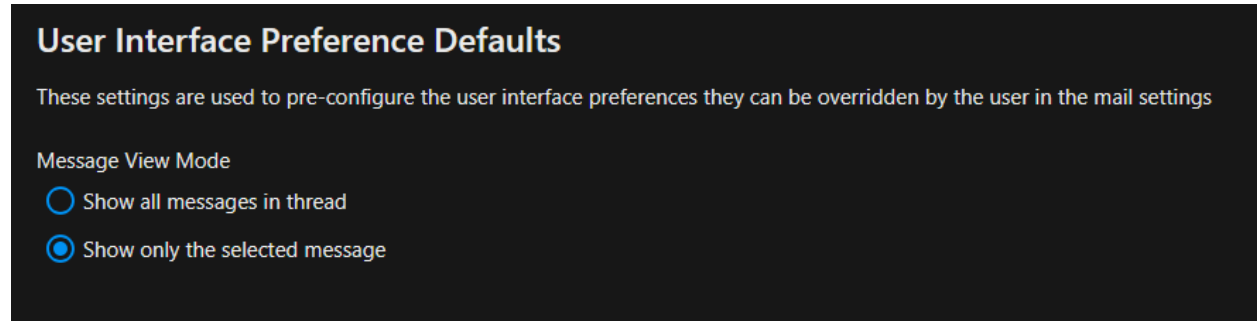 User Interface Preference Defaults
These settings are used to pre-configure the user interface preferences they can be overridden by the user in the mail settings
Message View Mode
Show all messages in thread
Show only the selected message